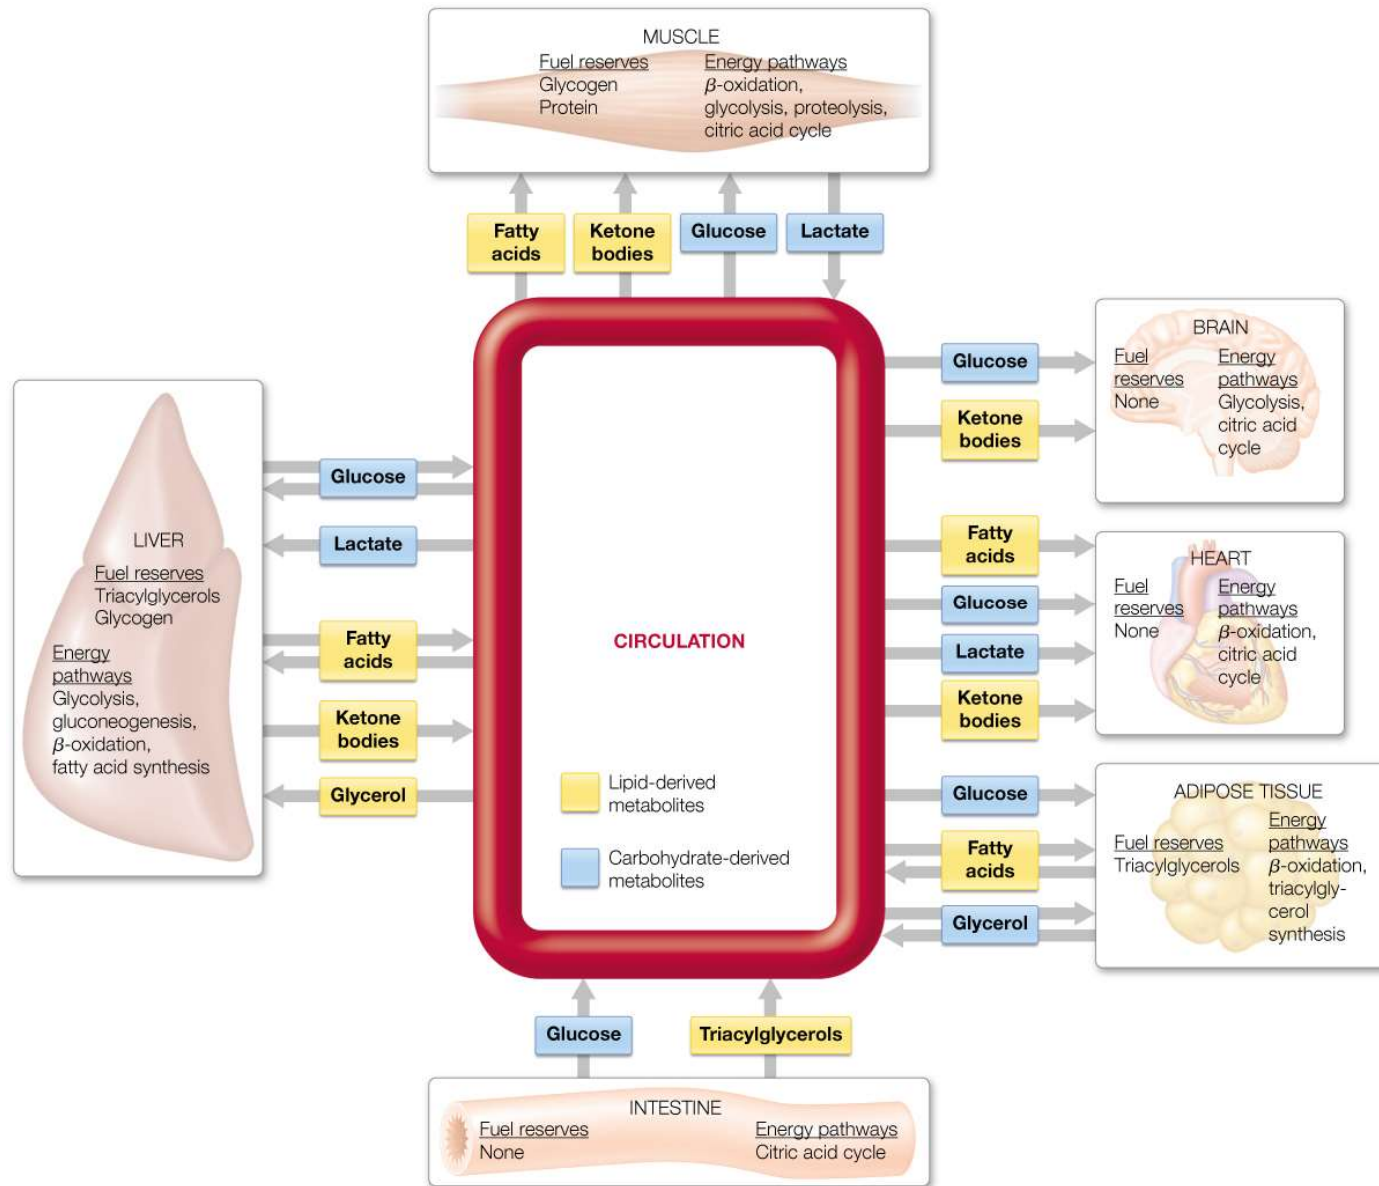 MUSCLE
Fuel reserves
Glycogen
Protein
Energy pathways
β-oxidation,
glycolysis, proteolysis,
citric acid cycle
Fatty
acids
Ketone
bodies
Glucose
Lactate
BRAIN
Fuel
reserves
None
Energy
pathways
Glycolysis,
citric acid
cycle
Glucose
Ketone
bodies
LIVER
Fuel reserves
Triacylglycerols
Glycogen
Energy
pathways
Glycolysis,
gluconeogenesis,
β-oxidation,
fatty acid synthesis
Glucose
Lactate
Fatty
acids
Ketone
bodies
Glycerol
CIRCULATION
Lipid-derived
metabolites
Carbohydrate-derived
metabolites
Fatty
acids
Glucose
Lactate
Ketone
bodies
HEART
Fuel
reserves
None
Energy
pathways
β-oxidation,
citric acid
cycle
Glucose
Fatty
acids
Glycerol
ADIPOSE TISSUE
Fuel reserves
Triacylglycerols
Energy
pathways
β-oxidation,
triacylgly-
cerol
synthesis
Glucose
Triacylglycerols
INTESTINE
Fuel reserves
None
Energy pathways
Citric acid cycle